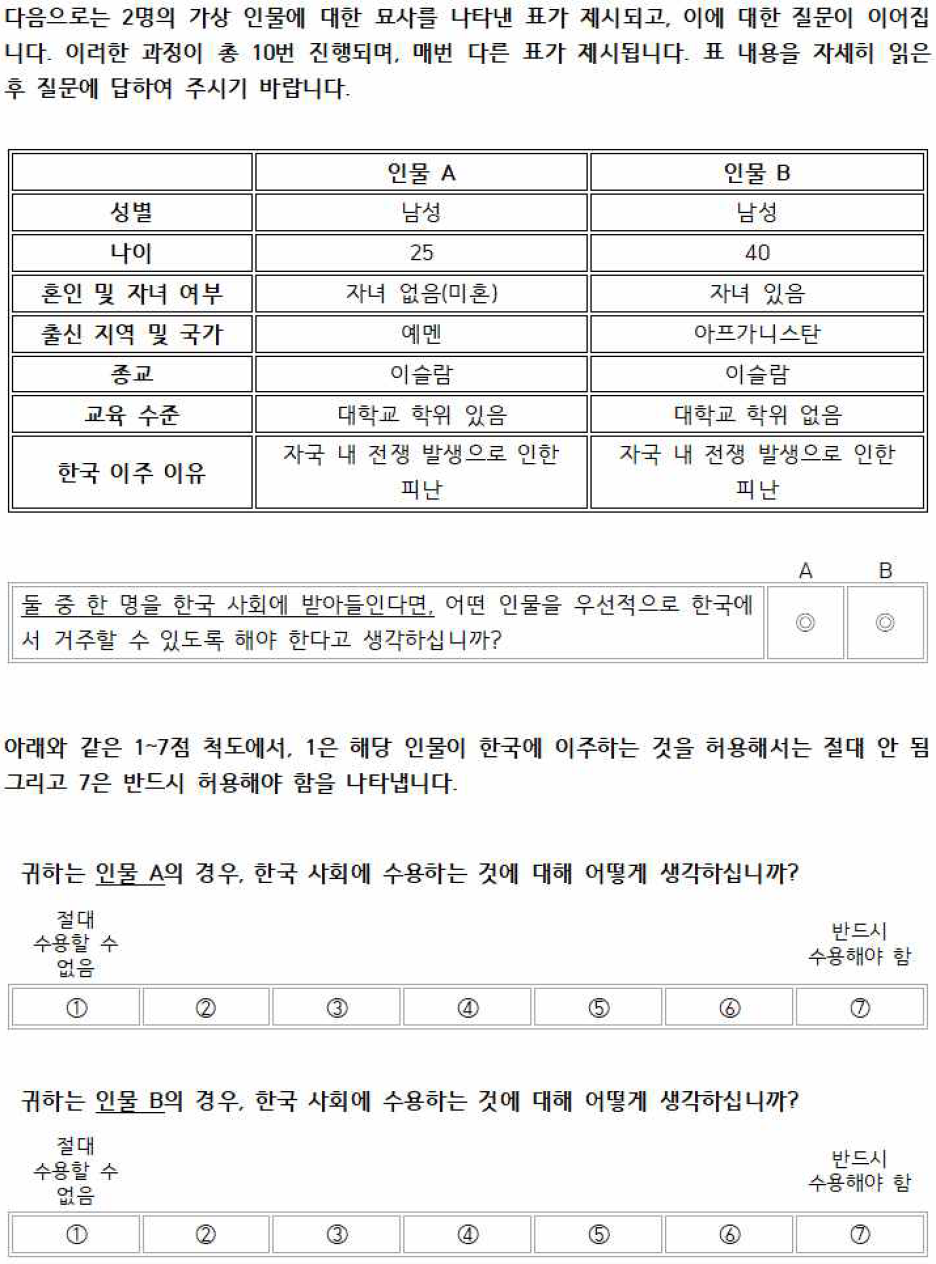 다음으로는 2명의 가상 인물에 대한 묘사를 나타낸 표가 제시되고, 이에 대한 질문이 이어집
니다. 이러한 과정이 총 10번 진행되며, 매번 다른 표가 제시됩니다. 표 내용을 자세히 읽은
후 질문에 답하여 주시기 바랍니다.
인물 A 인물 B
성별 남성 남성
나이 25 40
혼인 및 자녀 여부 자녀 없음(미혼) 자녀 있음
출신 지역 및 국가 예멘 아프가니스탄
종교 이슬람 이슬람
교육 수준 대학교 학위 있음 대학교 학위 없음
한국 이주 이유 자국 내 전쟁 발생으로 인한 자국 내 전쟁 발생으로 인한
피난 피난
A B
둘 중 한 명을 한국 사회에 받아들인다면, 어떤 인물을 우선적으로 한국에
서 거주할 수 있도록 해야 한다고 생각하십니까? ◎ ◎
아래와 같은 1~7점 척도에서, 1은 해당 인물이 한국에 이주하는 것을 허용해서는 절대 안 됨
그리고 7은 반드시 허용해야 함을 나타냅니다.
귀하는 인물 A의 경우, 한국 사회에 수용하는 것에 대해 어떻게 생각하십니까?
절대
수용할 수
없음
반드시
수용해야 함
① ② ③ ④ ⑤ ⑥ ⑦
귀하는 인물 B의 경우, 한국 사회에 수용하는 것에 대해 어떻게 생각하십니까?
절대
수용할 수
없음
반드시
수용해야 함
① ② ③ ④ ⑤ ⑥ ⑦